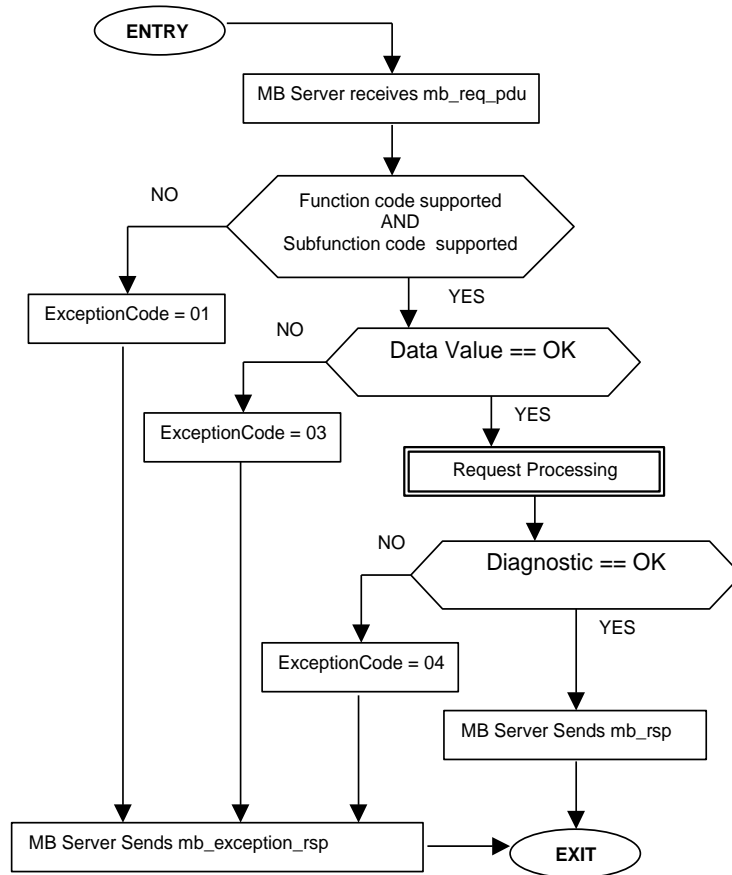 ENTRY
MB Server receives mb_req_pdu
NO
Function code supported
AND
Subfunction code supported
YES
ExceptionCode = 01
NO
Data Value == OK
YES
ExceptionCode = 03
Request Processing
NO
Diagnostic == OK
YES
ExceptionCode = 04
MB Server Sends mb_rsp
MB Server Sends mb_exception_rsp
EXIT